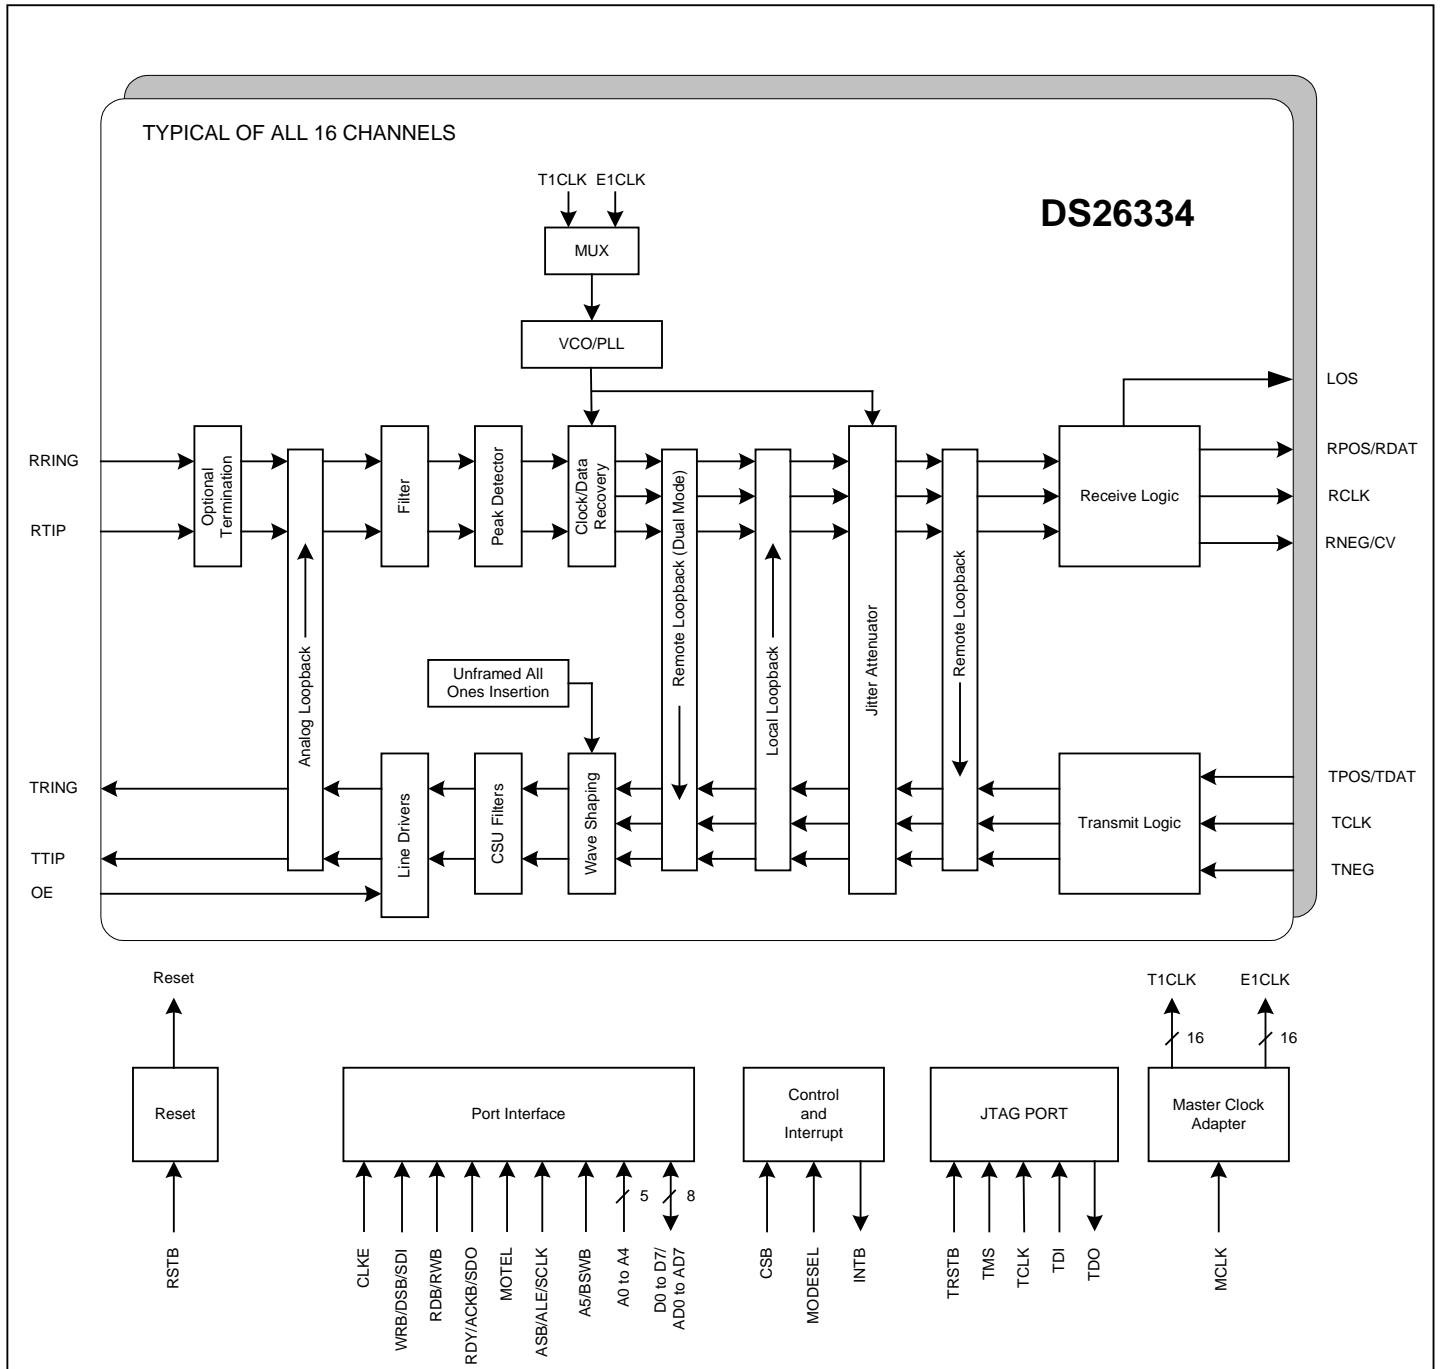 TYPICAL OF ALL 16 CHANNELS
T1CLK E1CLK
DS26334
MUX
VCO/PLL
LOS
RRING
RTIP
Optional
Termination
Analog Loopback
Filter
Peak Detector
Clock/Data
Recovery
Remote Loopback (Dual Mode)
Local Loopback
Jitter Attenuator
Remote Loopback
Receive Logic
RPOS/RDAT
RCLK
RNEG/CV
Unframed All
Ones Insertion
TRING
TTIP
OE
Line Drivers
CSU Filters
Wave Shaping
Transmit Logic
TPOS/TDAT
TCLK
TNEG
Reset
T1CLK
E1CLK
16
16
Reset
Port Interface
Control
and
Interrupt
JTAG PORT
Master Clock
Adapter
5
8
RSTB
CLKE
WRB/DSB/SDI
RDB/RWB
RDY/ACKB/SDO
MOTEL
ASB/ALE/SCLK
A5/BSWB
A0 to A4
D0 to D7/
AD0 to AD7
CSB
MODESEL
INTB
TRSTB
TMS
TCLK
TDI
TDO
MCLK